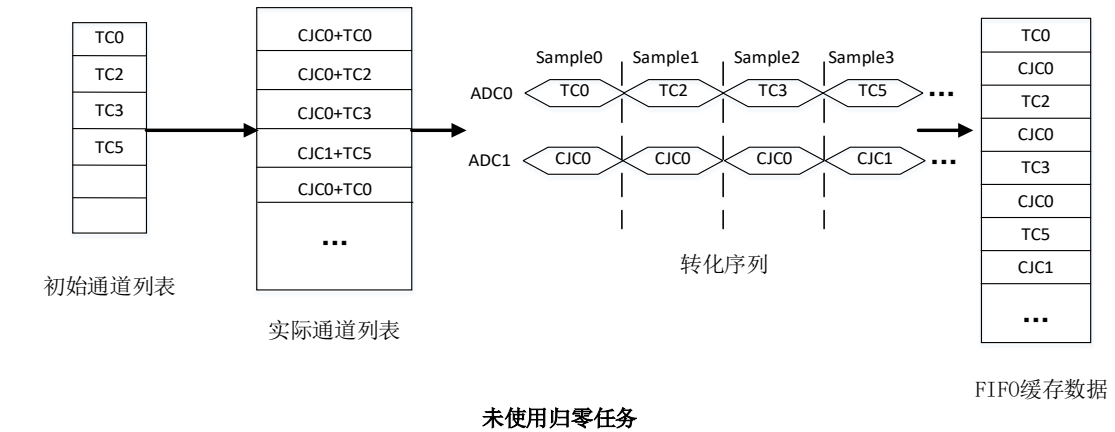 TC0
TC2
TC3
TC5
初始通道列表
CJC0+TC0
CJC0+TC2
CJC0+TC3
CJC1+TC5
CJC0+TC0
...
实际通道列表
Sample0 Sample1 Sample2 Sample3
ADC0 TC0 TC2 TC3 TC5 ...
ADC1 CJC0 CJC0 CJC0 CJC1 ...
转化序列
TC0
CJC0
TC2
CJC0
TC3
CJC0
TC5
CJC1
...
FIFO缓存数据
未使用归零任务